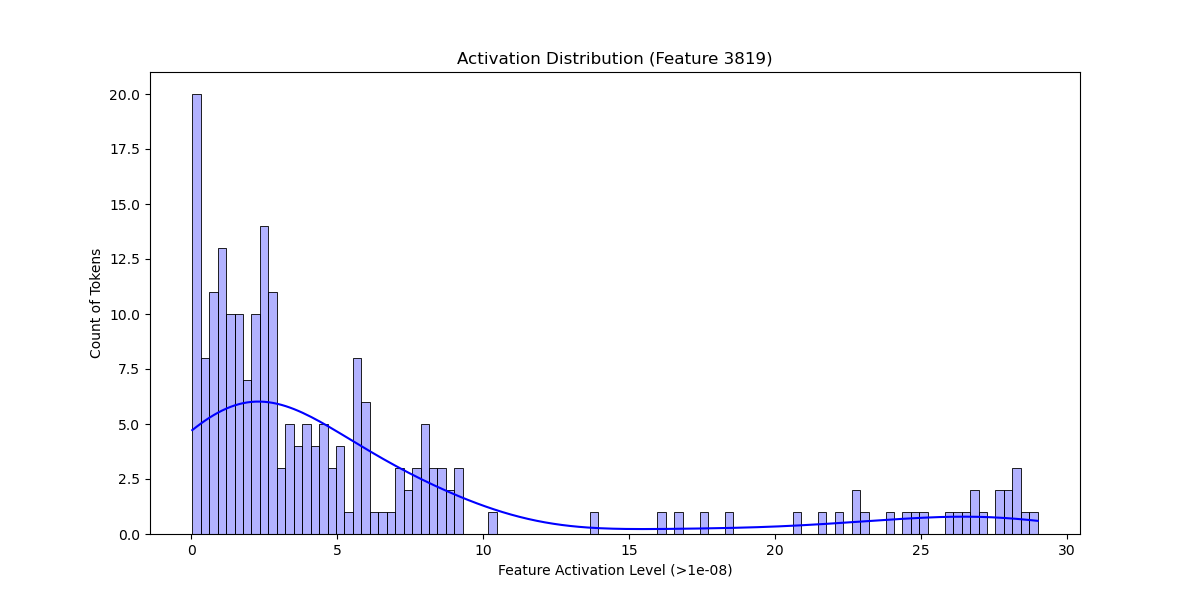 Activation Distribution (Feature 3819)
20.0
17.5
15.0
12.5
10.0
7.5
5.0
2.5
0.0
Count of Tokens
0 5 10 15 20 25 30
Feature Activation Level (>1e-08)